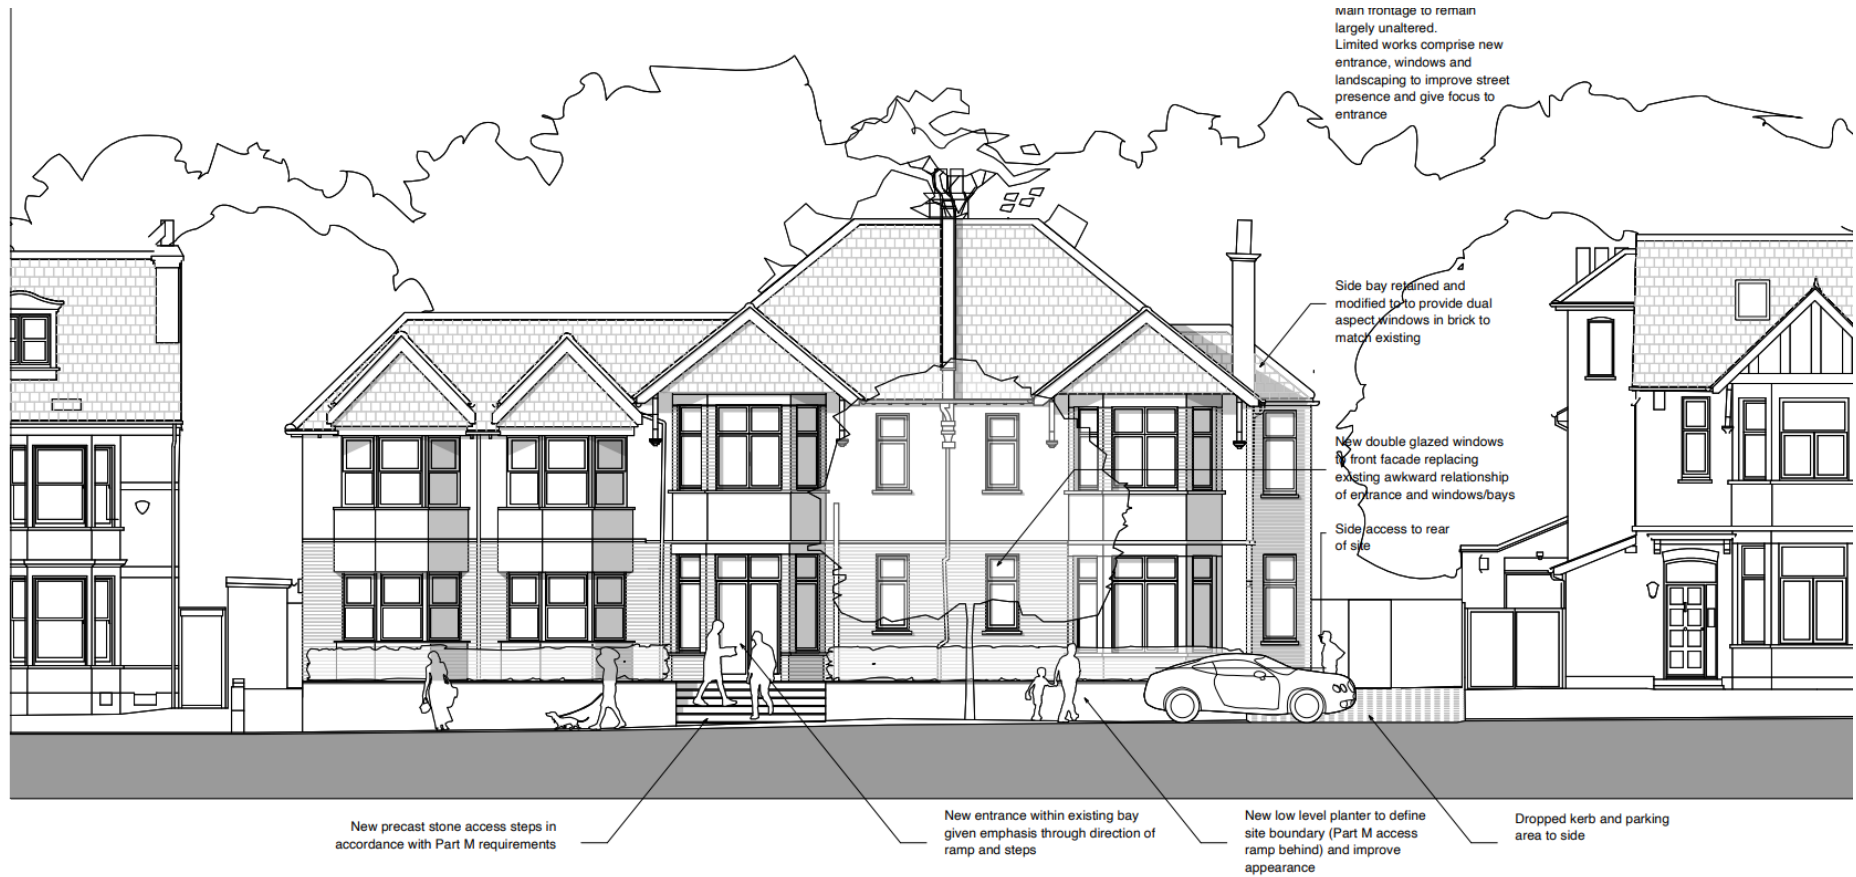 Main frontage to remain
largely unaltered.
Limited works comprise new
entrance, windows and
landscaping to improve street
presence and give focus to
entrance
Side bay retained and
modified to to provide dual
aspect windows in brick to
match existing
New double glazed windows
to front facade replacing
existing awkward relationship
of entrance and windows/bays
Side access to rear
of site
New precast stone access steps in
accordance with Part M requirements
New entrance within existing bay
given emphasis through direction of
ramp and steps
New low level planter to define
site boundary (Part M access
ramp behind) and improve
appearance
Dropped kerb and parking
area to side